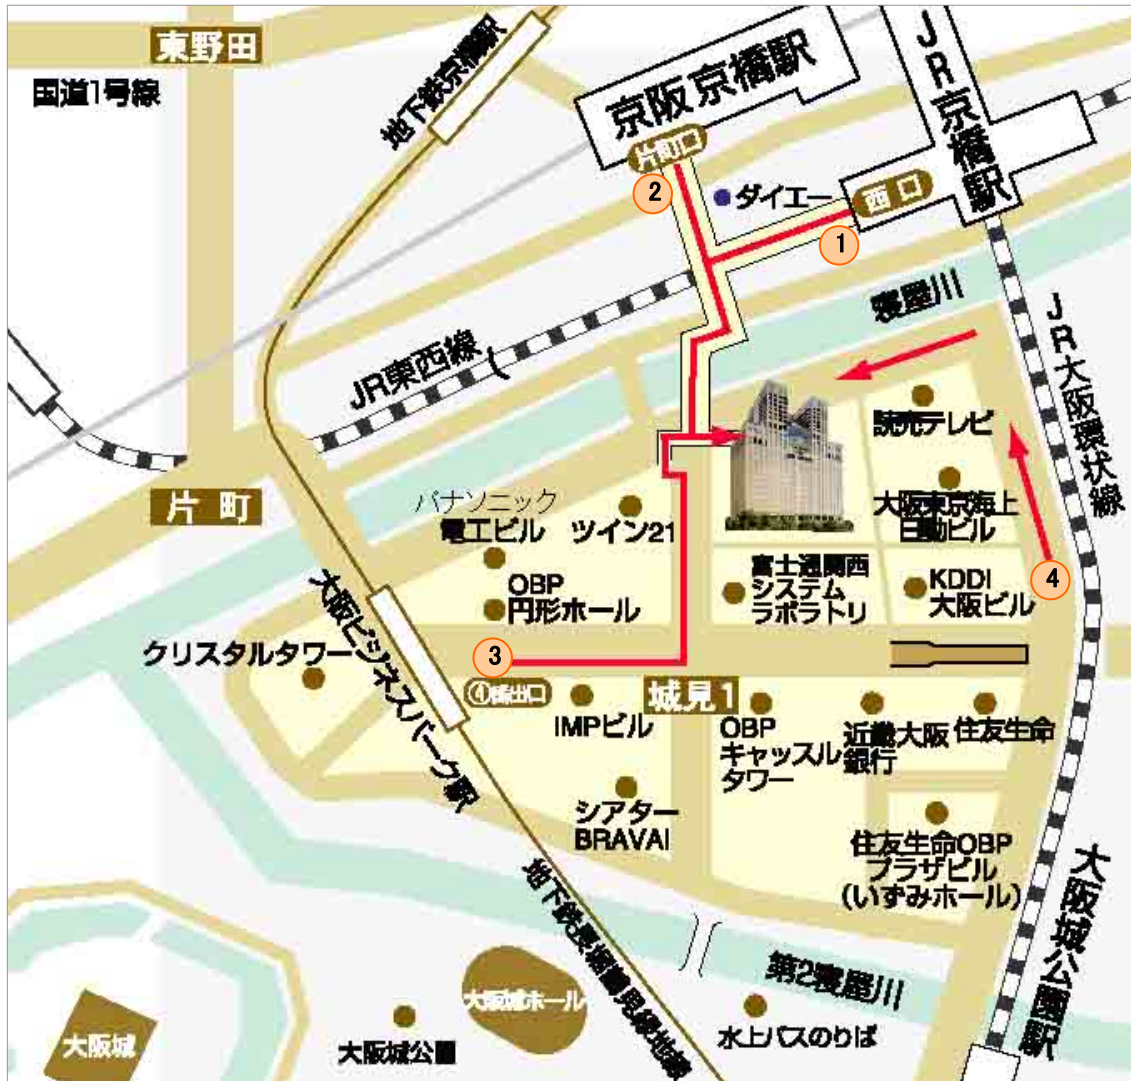 東野田
国道1号線
地下鉄京橋駅
京阪京橋駅
片町口
2
ダイエー
西口
1
JR京橋駅
寝屋川
JR大阪環状線
JR東西線
片町
パナソニック
電工ビル
ツイン21
OBP
円形ホール
読売テレビ
大阪東京海上
日動ビル
富士通関西
システム
ラボラトリ
KDDI
大阪ビル
4
大阪ビジネスパーク駅
クリスタルタワー
3
④番出口
城見1
IMPビル
OBP
キャッスル
タワー
近畿大阪
銀行
住友生命
シアター
BRAVA!
住友生命OBP
プラザビル
(いずみホール)
地下鉄長堀鶴見緑地線
第2寝屋川
大阪城公園駅
大阪城ホール
大阪城
大阪城公園
水上バスのりば